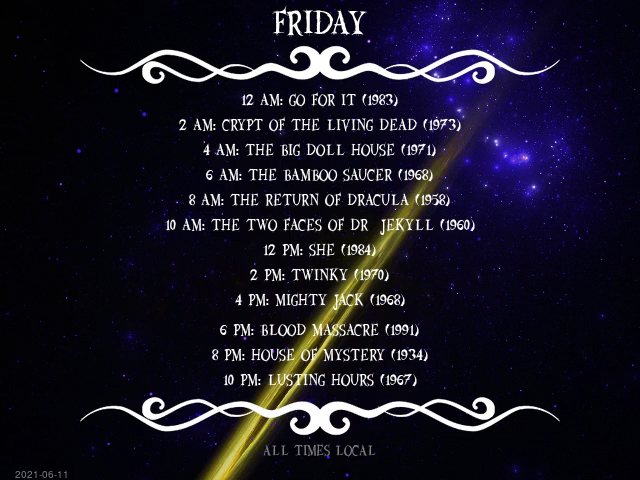 FRIDAY
12 AM: GO FOR IT (1983)
2 AM: CRYPT OF THE LIVING DEAD (1973)
4 AM: THE BIG DOLL HOUSE (1971)
6 AM: THE BAMBOO SAUCER (1968)
8 AM: THE RETURN OF DRACULA (1958)
10 AM: THE TWO FACES OF DR JEKYLL (1960)
12 PM: SHE (1984)
2 PM: TWINKY (1970)
4 PM: MIGHTY JACK (1968)
6 PM: BLOOD MASSACRE (1991)
8 PM: HOUSE OF MYSTERY (1934)
10 PM: LUSTING HOURS (1967)
ALL TIMES LOCAL
2021-06-11